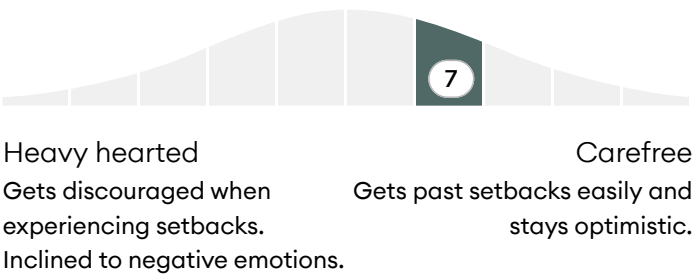 7
Heavy hearted
Gets discouraged when
experiencing setbacks.
Inclined to negative emotions.
Carefree
Gets past setbacks easily and
stays optimistic.